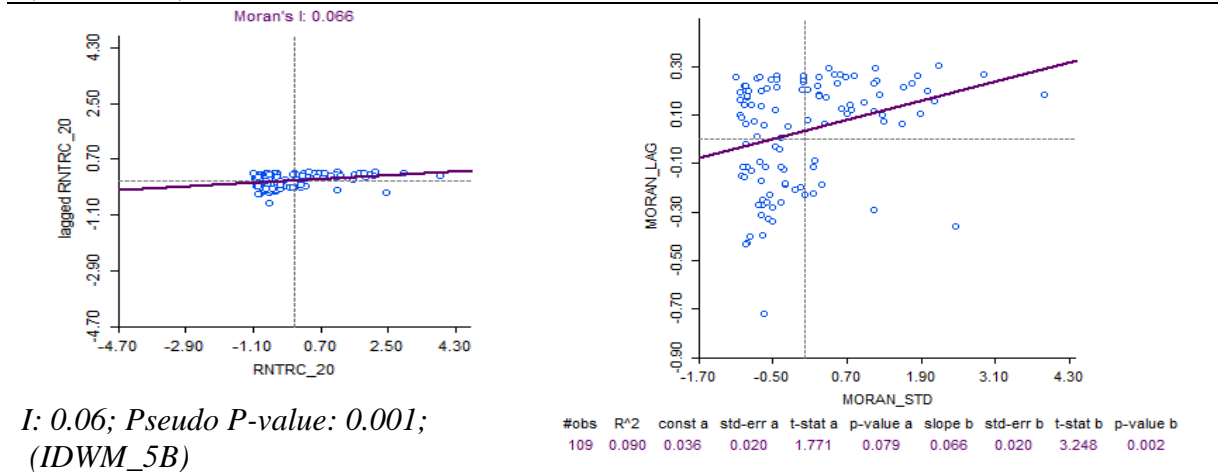 Moran's I: 0.066
4.30
2.50
0.70
-1.10
-2.90
-4.70
lagged RNTRC_20
-4.70 -2.90 -1.10 0.70 2.50 4.30
RNTRC_20
0.30
0.10
-0.10
-0.30
-0.50
-0.70
-0.90
MORAN_LAG
-1.70 -0.50 0.70 1.90 3.10 4.30
MORAN_STD
I: 0.06; Pseudo P-value: 0.001;
(IDWM_5B)
#obs R^2 const a std-err a t-stat a p-value a slope b std-err b t-stat b p-value b
109 0.090 0.036 0.020 1.771 0.079 0.066 0.020 3.248 0.002